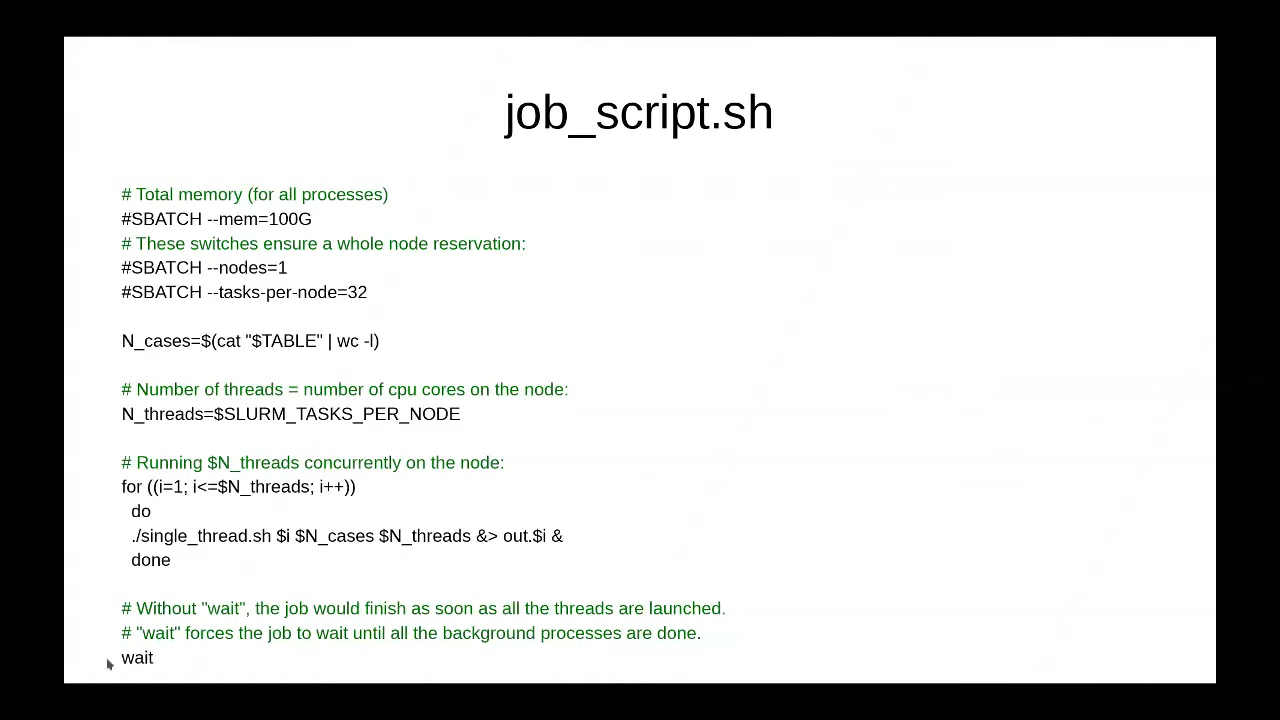 job_script.sh
# Total memory (for all processes)
#SBATCH --mem=100G
# These switches ensure a whole node reservation:
#SBATCH --nodes=1
#SBATCH --tasks-per-node=32
N_cases=$(cat "$TABLE" | wc -l)
# Number of threads = number of cpu cores on the node:
N_threads=$SLURM_TASKS_PER_NODE
# Running $N_threads concurrently on the node:
for ((i=1; i<=$N_threads; i++))
do
./single_thread.sh $i $N_cases $N_threads &> out.$i &
done
# Without "wait", the job would finish as soon as all the threads are launched.
# "wait" forces the job to wait until all the background processes are done.
wait